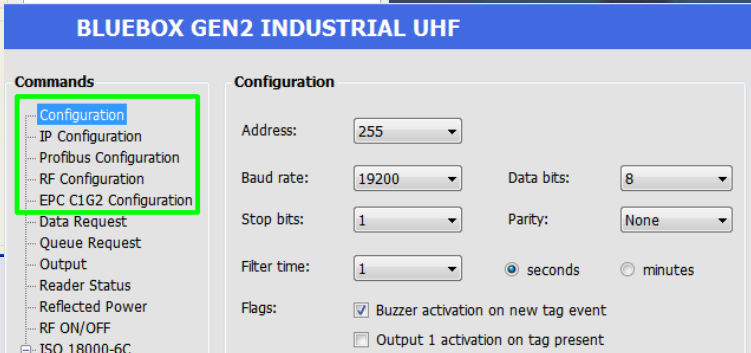 BLUEBOX GEN2 INDUSTRIAL UHF
Commands
Configuration
IP Configuration
Profibus Configuration
RF Configuration
EPC C1G2 Configuration
Data Request
Queue Request
Output
Reader Status
Reflected Power
RF ON/OFF
ISO 18000-6C
Configuration
Address: 255
Baud rate: 19200 Data bits: 8
Stop bits: 1 Parity: None
Filter time: 1 seconds minutes
Flags: Buzzer activation on new tag event
Output 1 activation on tag present